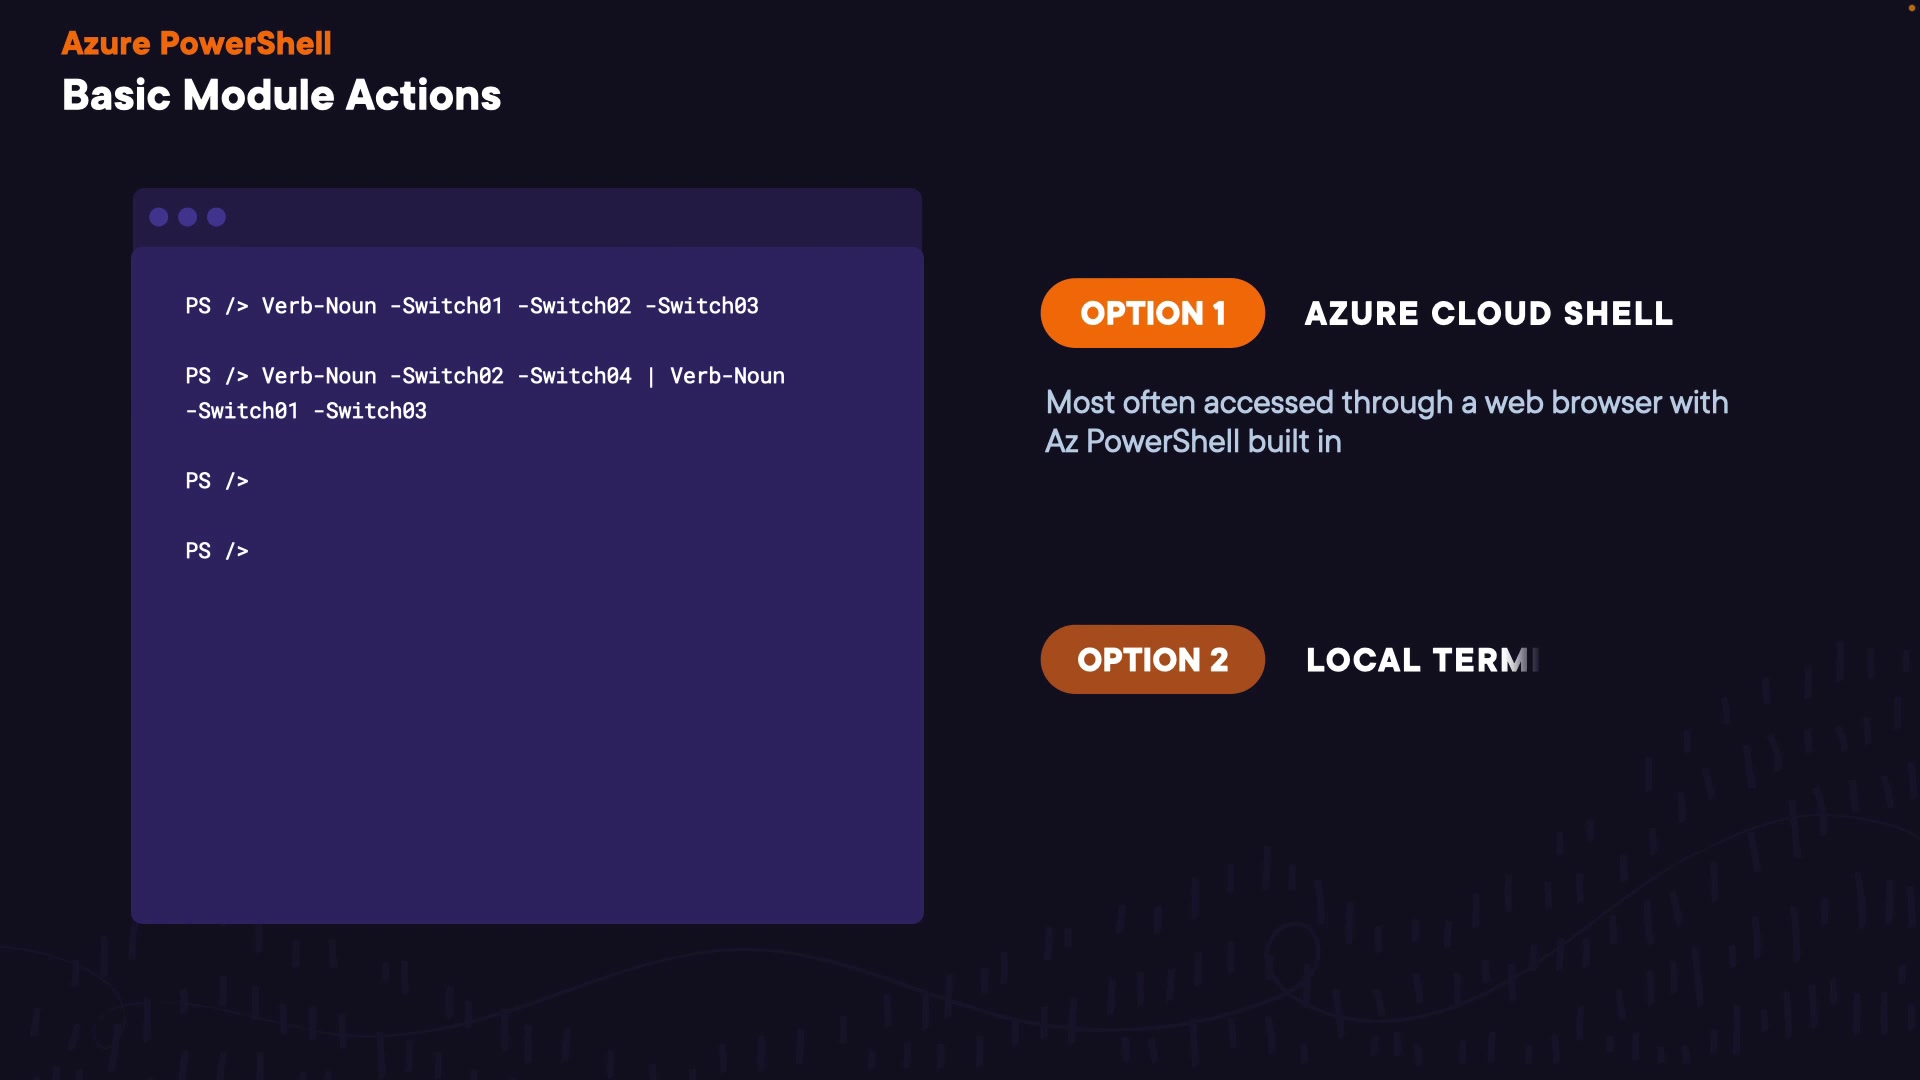 Azure PowerShell
Basic Module Actions
PS /> Verb-Noun -Switch01 -Switch02 -Switch03
PS /> Verb-Noun -Switch02 -Switch04 | Verb-Noun
-Switch01 -Switch03
PS />
PS />
OPTION 1 AZURE CLOUD SHELL
Most often accessed through a web browser with
Az PowerShell built in
OPTION 2 LOCAL TERMI